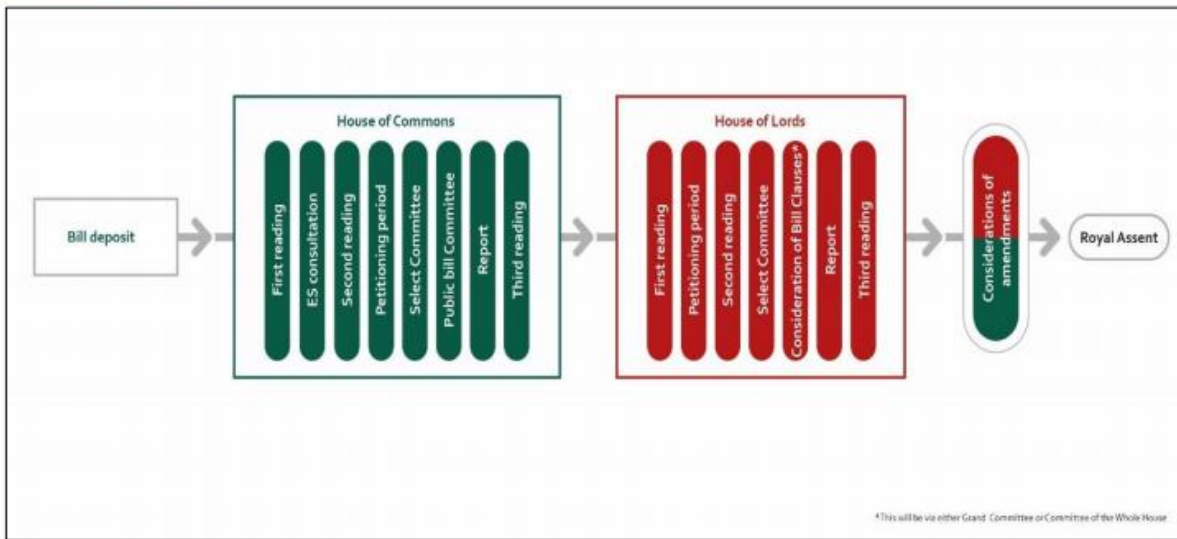 House of Commons
House of Lords
Bill deposit
First reading
ES consultation
Second reading
Petitioning period
Select Committee
Public bill Committee
Report
Third reading
First reading
Petitioning period
Second reading
Select Committee
Consideration of Bill Clauses*
Report
Third reading
Considerations of
amendments
Royal Assent
*This will be via either Grand Committee or Committee of the Whole House